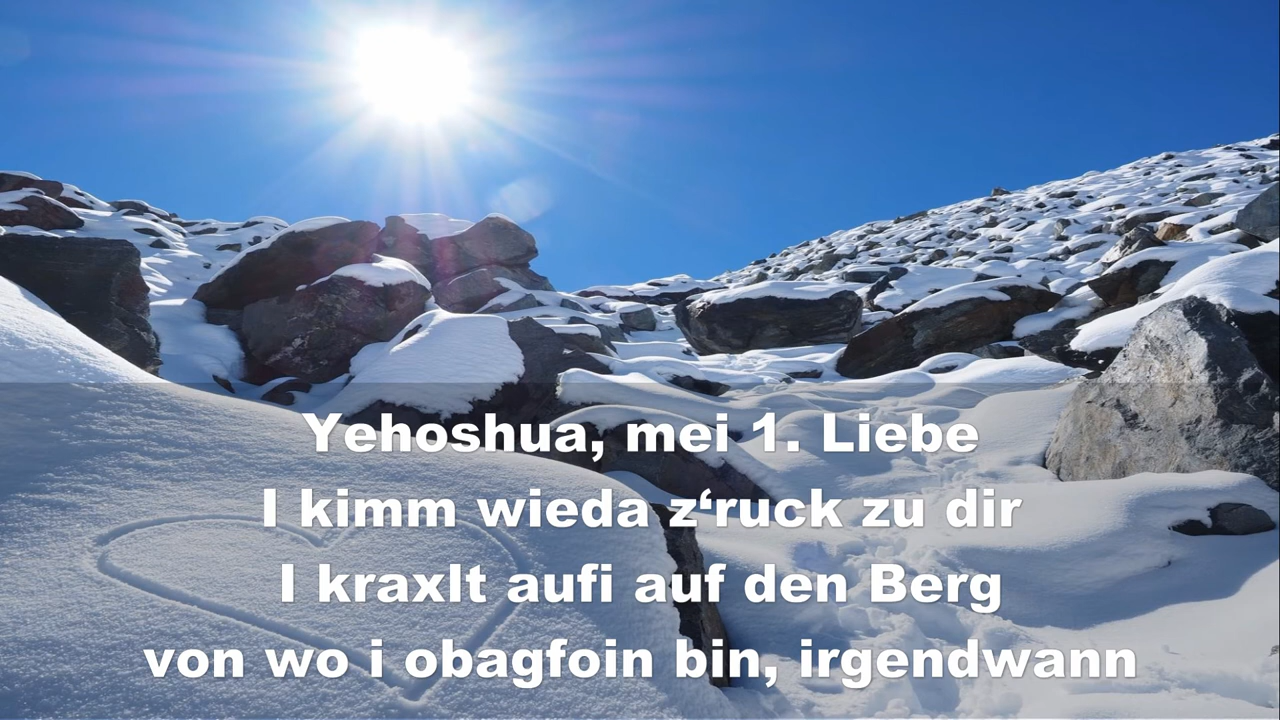 Yehoshua, mei 1. Liebe
I kimm wieda z‘ruck zu dir
I kraxlt aufi auf den Berg
von wo i obagfoin bin, irgendwann